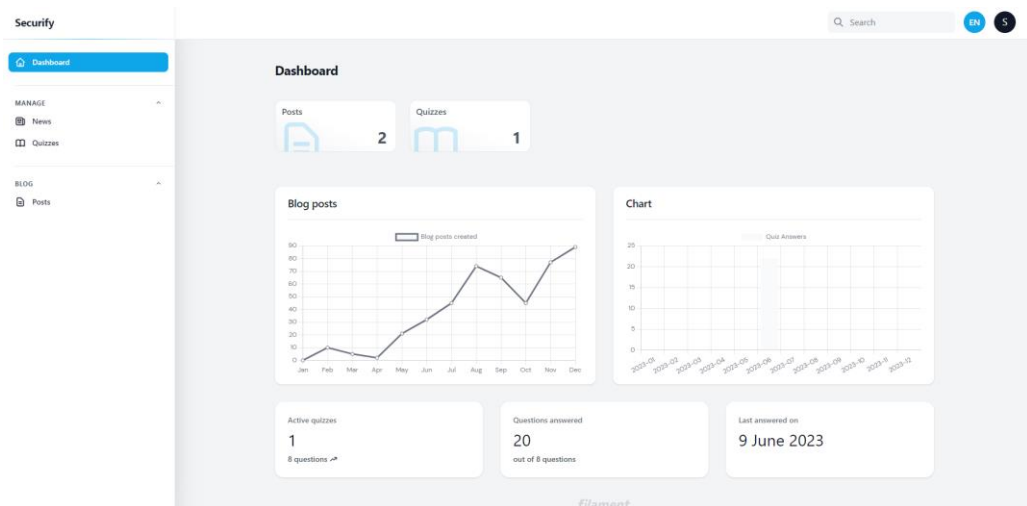 Securify
Search
EN
S
Dashboard
MANAGE
News
Quizzes
BLOG
Posts
Dashboard
Posts
2
Quizzes
1
Blog posts
Blog posts created
90
80
70
60
50
40
30
20
10
0
Jan Feb Mar Apr May Jun Jul Aug Sep Oct Nov Dec
Chart
Quiz Answers
25
20
15
10
5
0
2023-01 2023-02 2023-03 2023-04 2023-05 2023-06 2023-07 2023-08 2023-09 2023-10 2023-11 2023-12
Active quizzes
1
8 questions
Questions answered
20
out of 8 questions
Last answered on
9 June 2023
filament